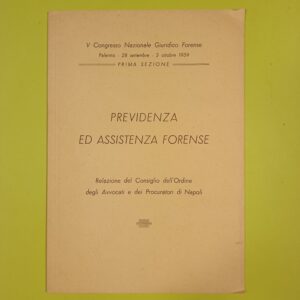 V Congresso Nazionale Giuridico Forense
Palermo - 28 settembre - 5 ottobre 1959
PRIMA SEZIONE
PREVIDENZA
ED ASSISTENZA FORENSE
Relazione del Consiglio dell'Ordine
degli Avvocati e dei Procuratori di Napoli